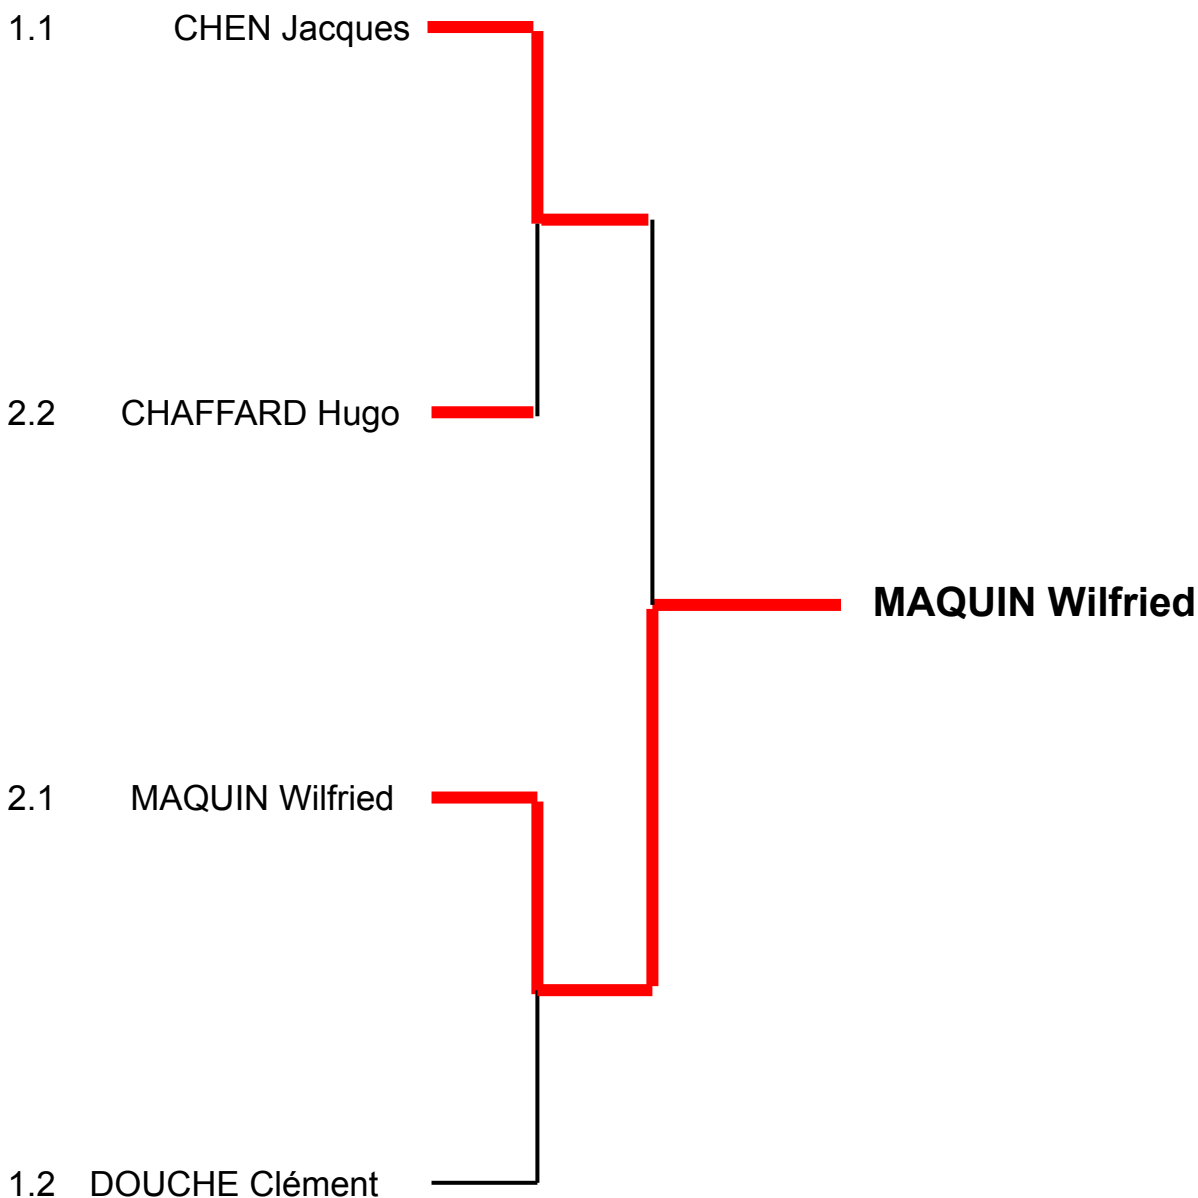 1.1 CHEN Jacques
2.2 CHAFFARD Hugo
MAQUIN Wilfried
2.1 MAQUIN Wilfried
1.2 DOUCHE Clément